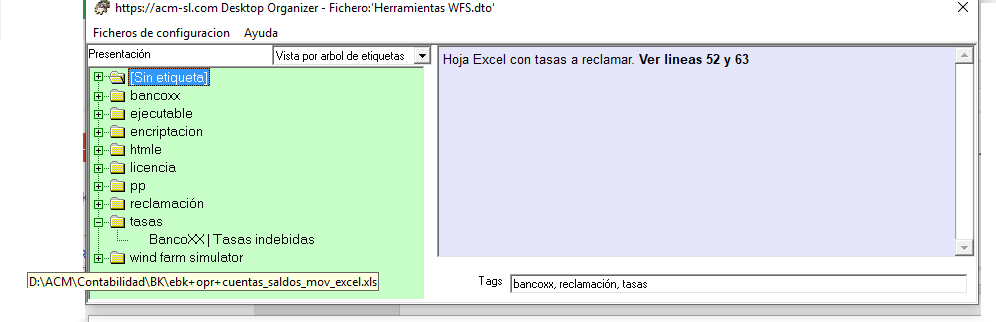 https://acm-sl.com Desktop Organizer - Fichero:'Herramientas WFS.dto'
Ficheros de configuracion Ayuda
Presentación Vista por arbol de etiquetas
[Sin etiqueta]
bancoxx
ejecutable
encriptacion
htmle
licencia
pp
reclamación
tasas
BancoXX | Tasas indebidas
wind farm simulator
D:\ACM\Contabilidad\BK\ebk+opr+cuentas_saldos_mov_excel.xls
Hoja Excel con tasas a reclamar. Ver lineas 52 y 63
Tags bancoxx, reclamación, tasas